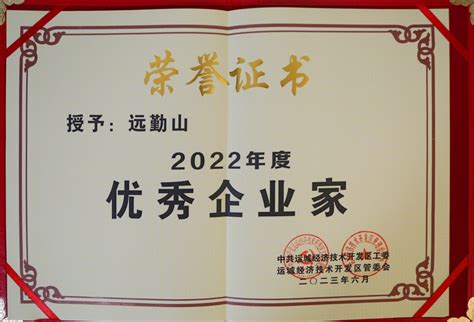 荣誉证书
授予：远勤山
2022年度
优秀企业家
中共运城经济技术开发区工委
运城经济技术开发区管委会
二〇二三年六月